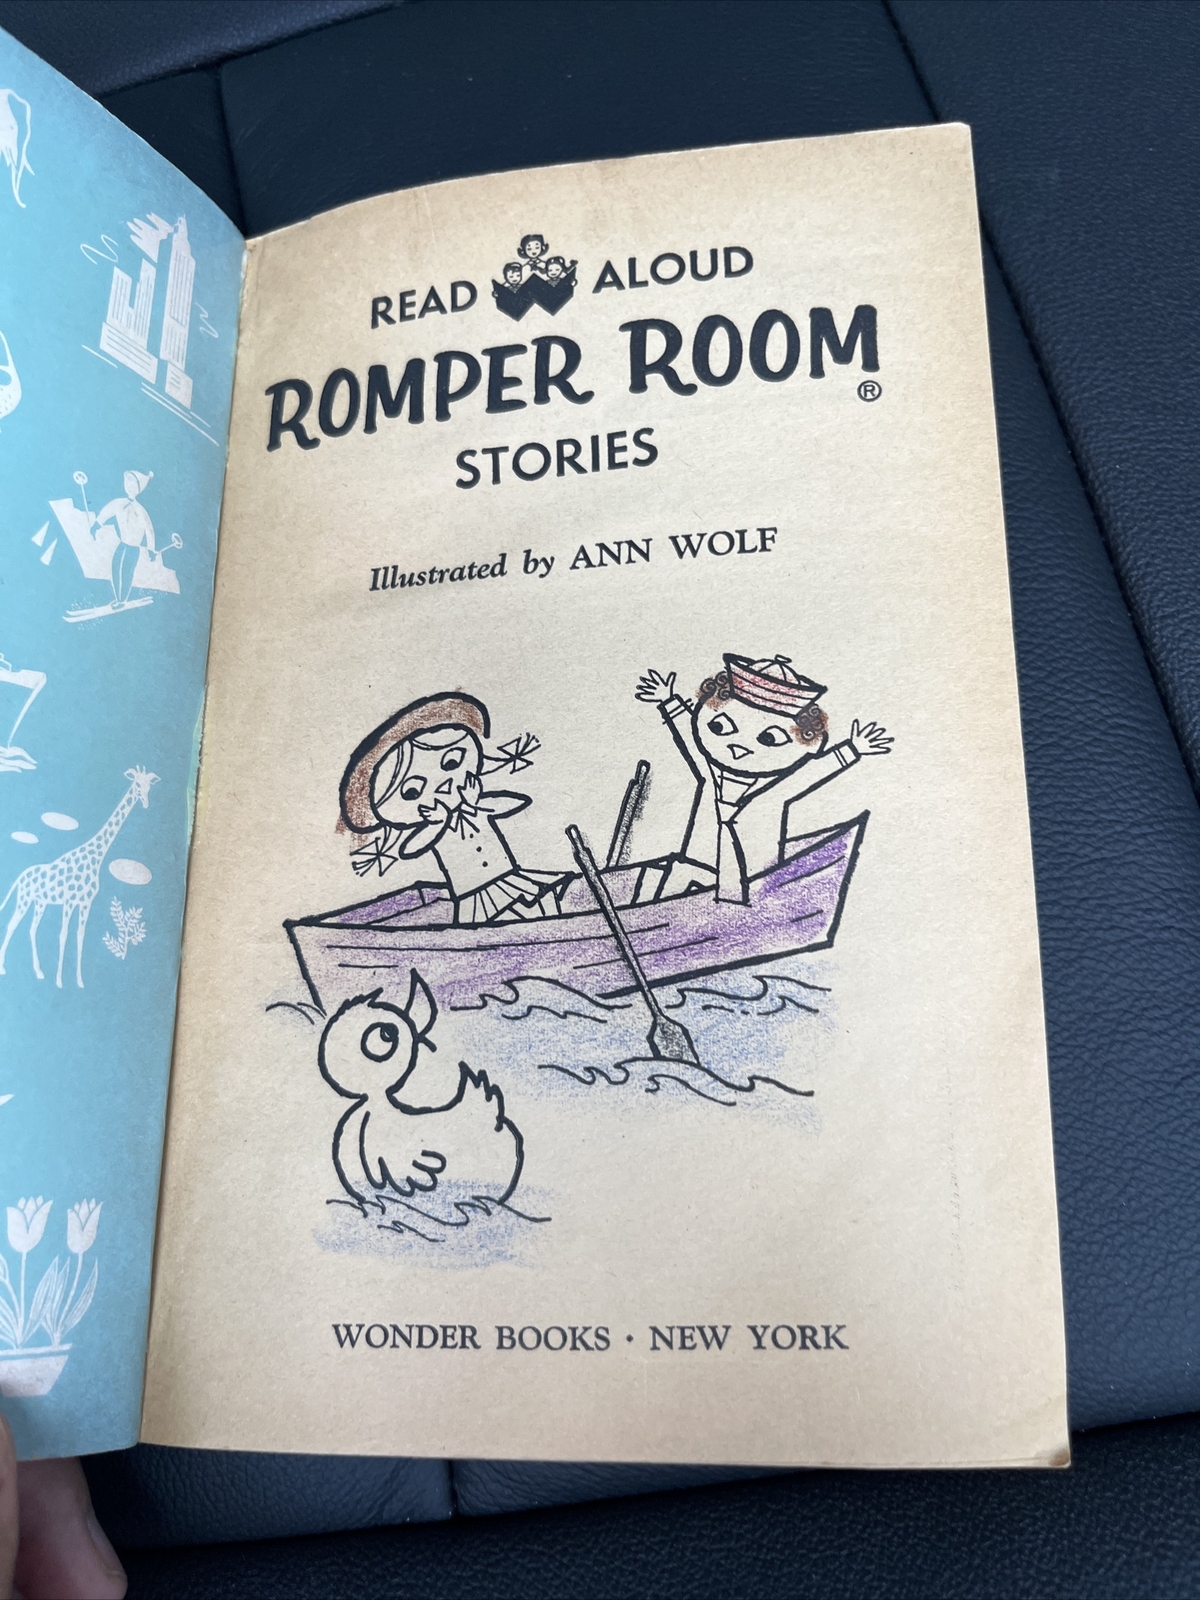 READ ALOUD
ROMPER ROOM®
STORIES
Illustrated by ANN WOLF
WONDER BOOKS · NEW YORK